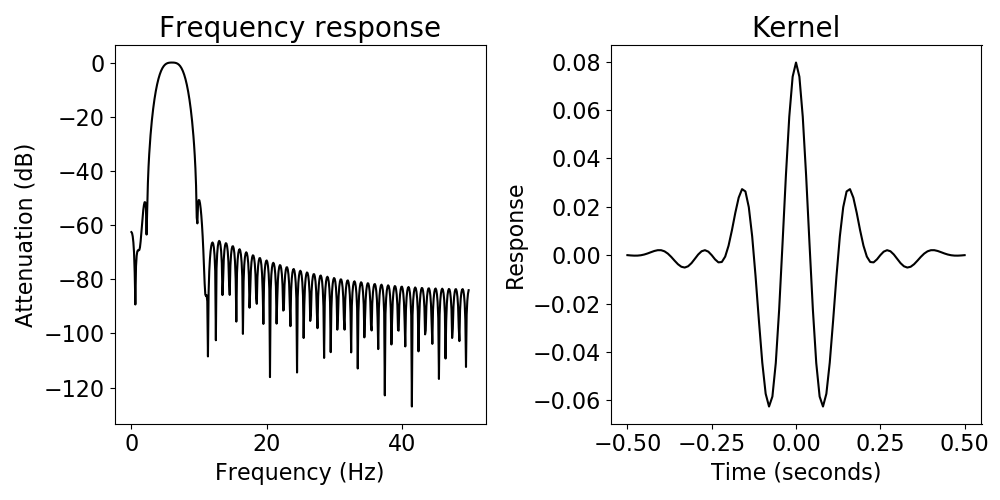 Frequency response
0
−20
−40
−60
−80
−100
−120
Attenuation (dB)
0 20 40
Frequency (Hz)
Kernel
0.08
0.06
0.04
0.02
0.00
−0.02
−0.04
−0.06
Response
−0.50 −0.25 0.00 0.25 0.50
Time (seconds)